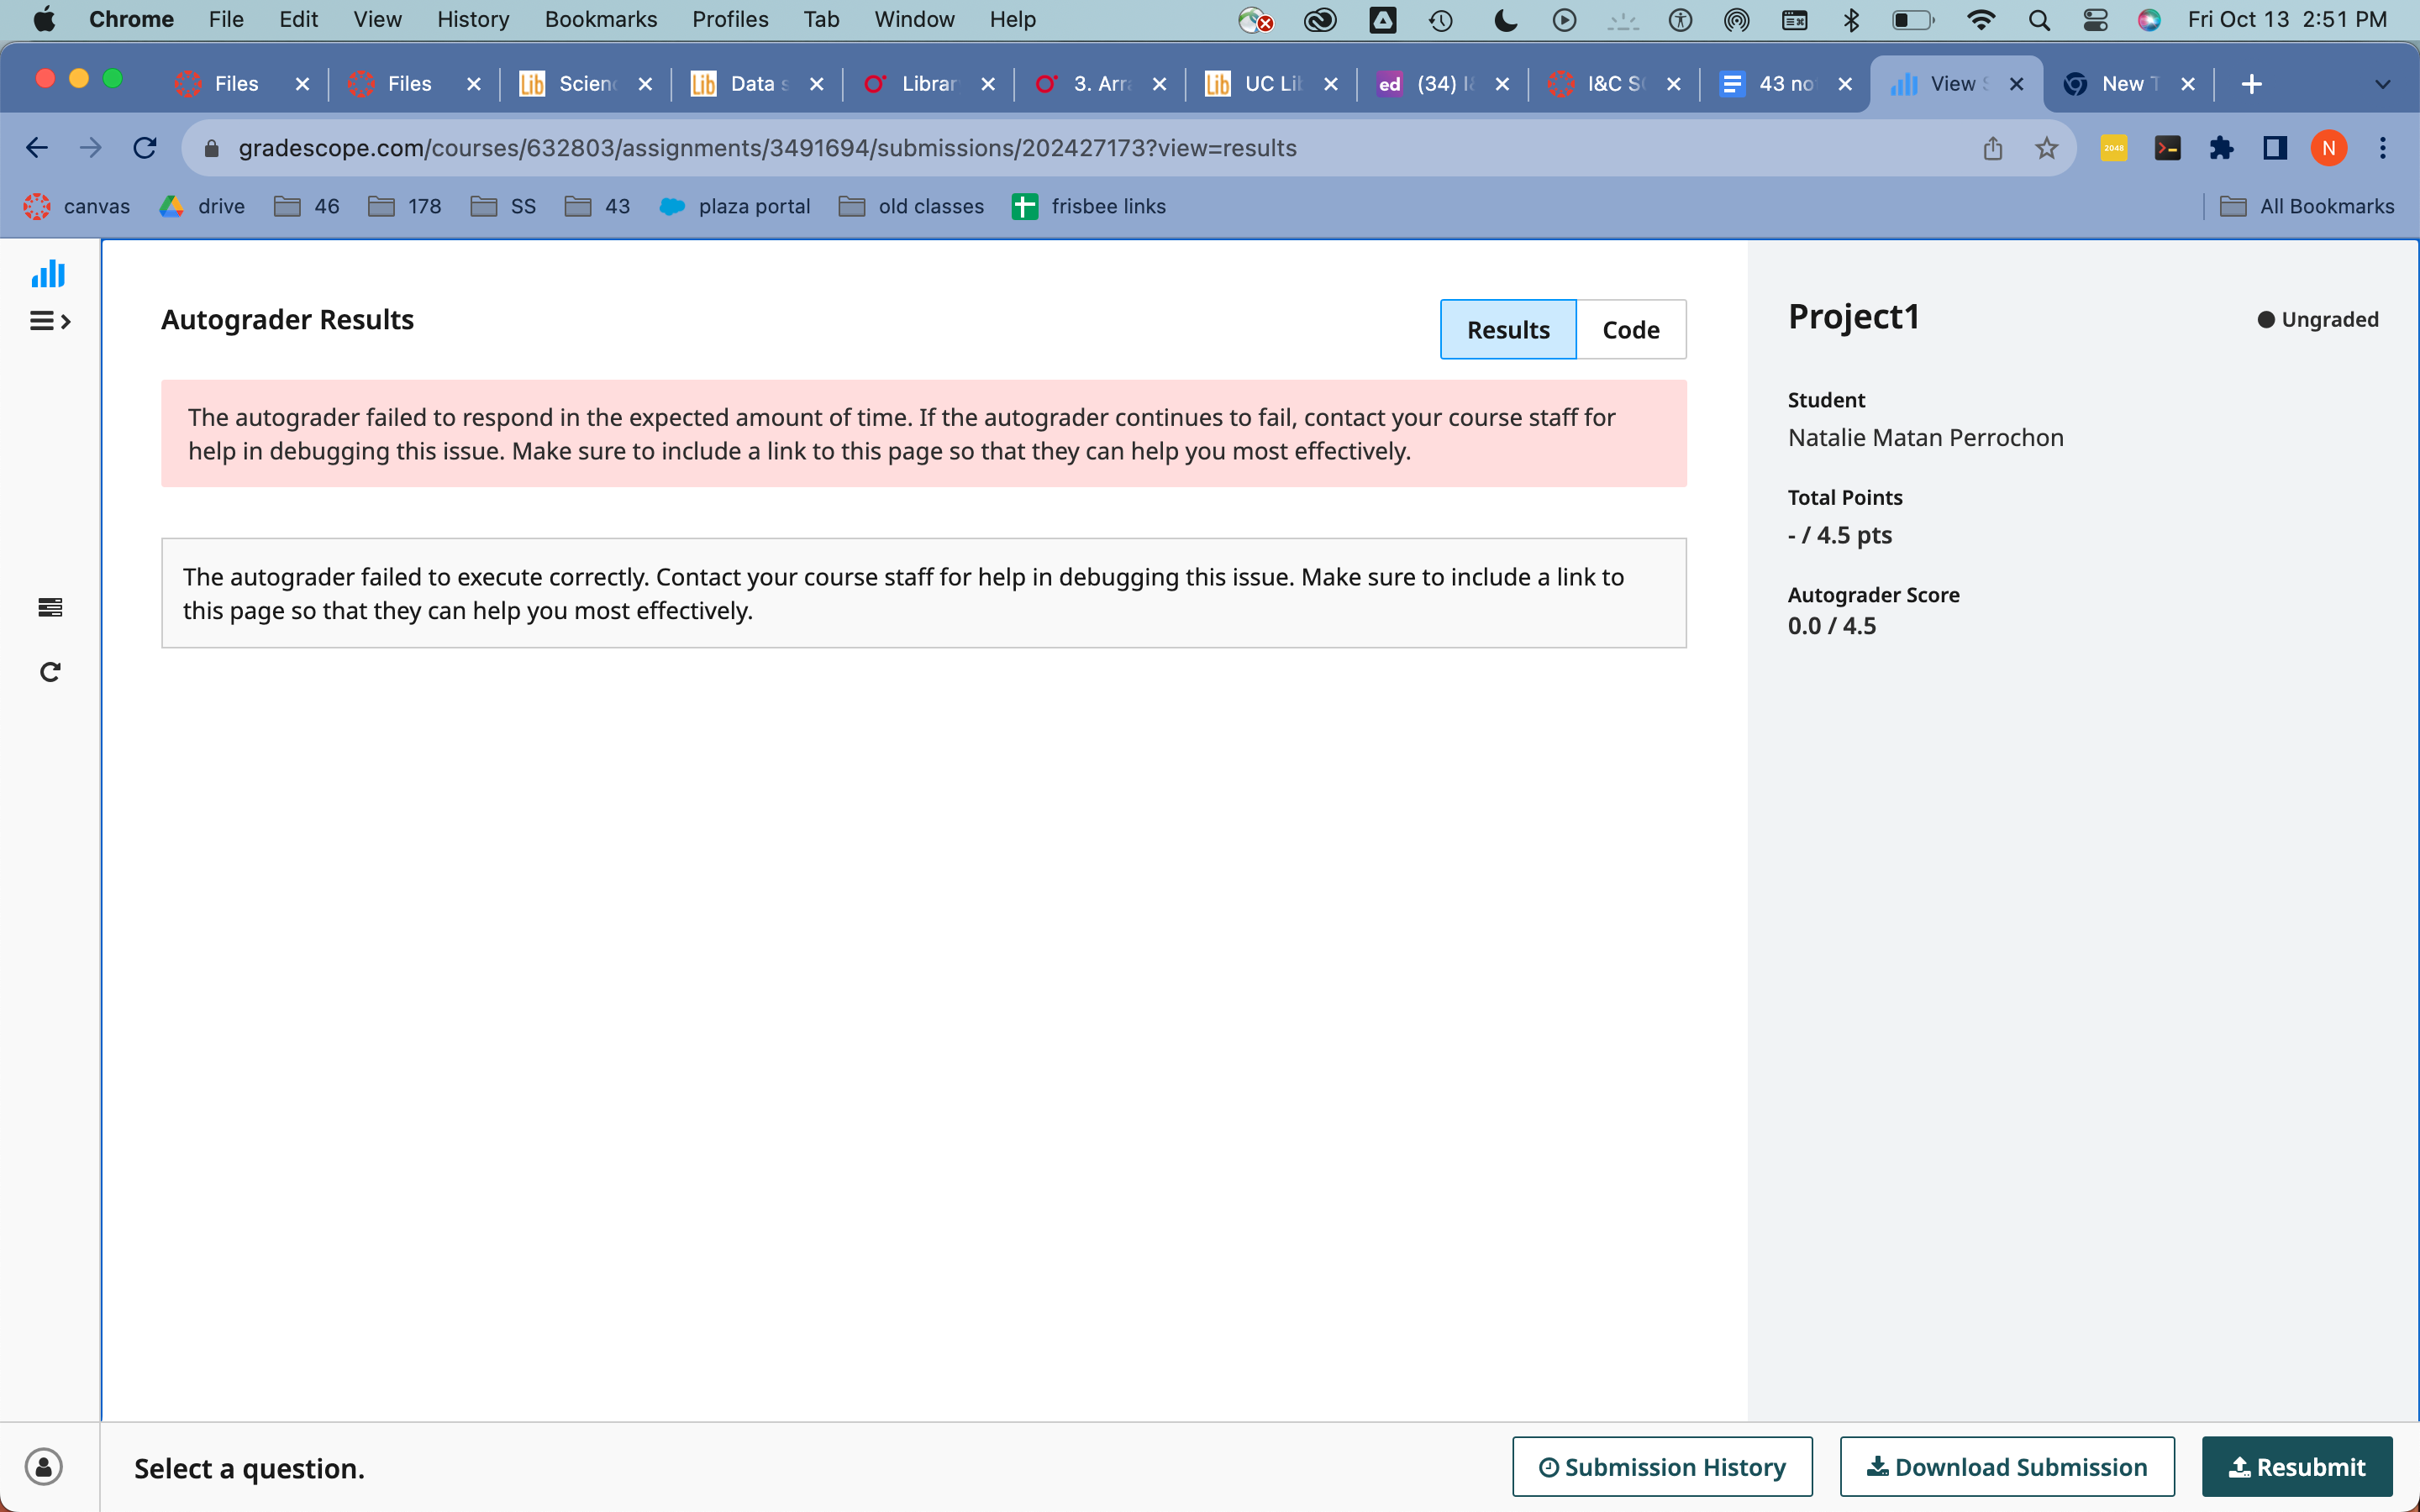 Chrome File Edit View History Bookmarks Profiles Tab Window Help Fri Oct 13 2:51 PM
Files Files Lib Scien Lib Data s Librar 3. Arr Lib UC Li ed (34) I& I&C S 43 no View S New T
gradescope.com/courses/632803/assignments/3491694/submissions/202427173?view=results 2048 N
canvas drive 46 178 SS 43 plaza portal old classes frisbee links All Bookmarks
Autograder Results
Results Code
The autograder failed to respond in the expected amount of time. If the autograder continues to fail, contact your course staff for
help in debugging this issue. Make sure to include a link to this page so that they can help you most effectively.
The autograder failed to execute correctly. Contact your course staff for help in debugging this issue. Make sure to include a link to
this page so that they can help you most effectively.
Project1
Ungraded
Student
Natalie Matan Perrochon
Total Points
- / 4.5 pts
Autograder Score
0.0 / 4.5
Select a question.
Submission History Download Submission Resubmit